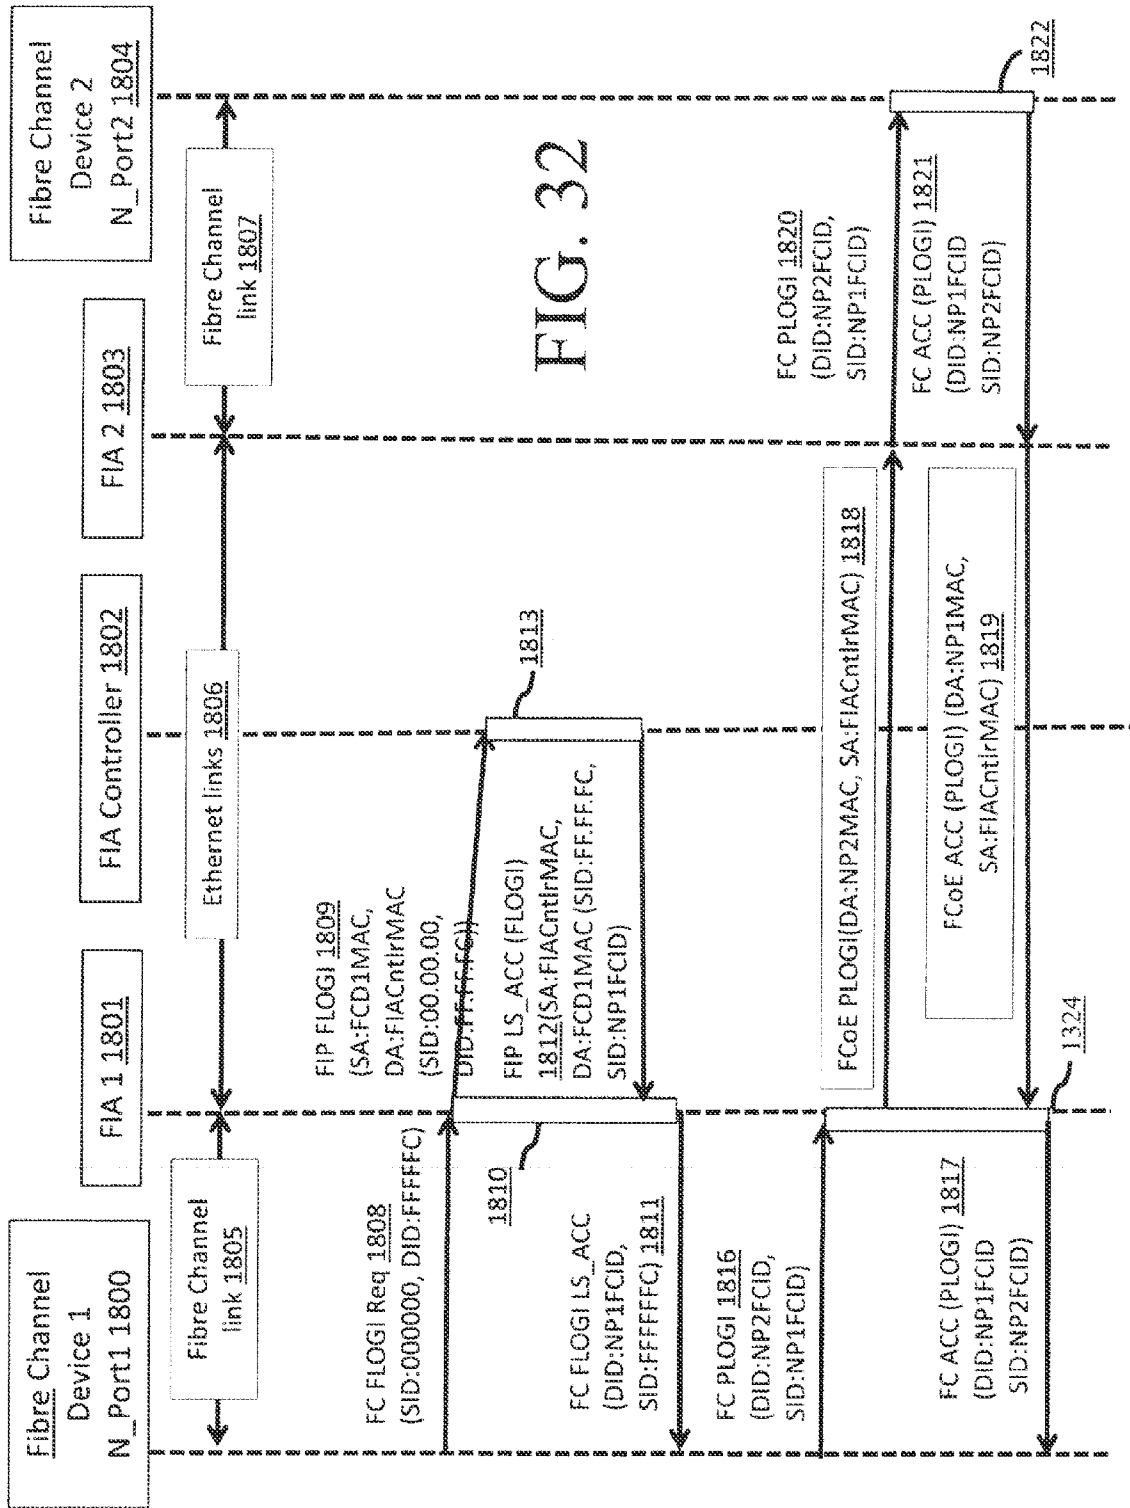 Fibre Channel
Device 1
N_Port1 1800
FIA 1 1801
FIA Controller 1802
FIA 2 1803
Fibre Channel
Device 2
N_Port2 1804
Fibre Channel
link 1805
Ethernet links 1806
Fibre Channel
link 1807
FC FLOGI Req 1808
(SID:000000, DID:FFFFFC)
FIP FLOGI 1809
(SA:FCD1MAC,
DA:FIACntlrMAC
(SID:00.00.00,
DID:FF.FF.FC))
1810
1813
FIP LS_ACC (FLOGI)
1812(SA:FIACntlrMAC,
DA:FCD1MAC (SID:FF.FF.FC,
SID:NP1FCID)
FC FLOGI LS_ACC
(DID:NP1FCID,
SID:FFFFFFC) 1811
FIG. 32
FC PLOGI 1816
(DID:NP2FCID,
SID:NP1FCID)
FCoE PLOGI(DA:NP2MAC, SA:FIACntlrMAC) 1818
FC PLOGI 1820
(DID:NP2FCID,
SID:NP1FCID)
FC ACC (PLOGI) 1821
(DID:NP1FCID
SID:NP2FCID)
1822
FCoE ACC (PLOGI) (DA:NP1MAC,
SA:FIACntlrMAC) 1819
1324
FC ACC (PLOGI) 1817
(DID:NP1FCID
SID:NP2FCID)